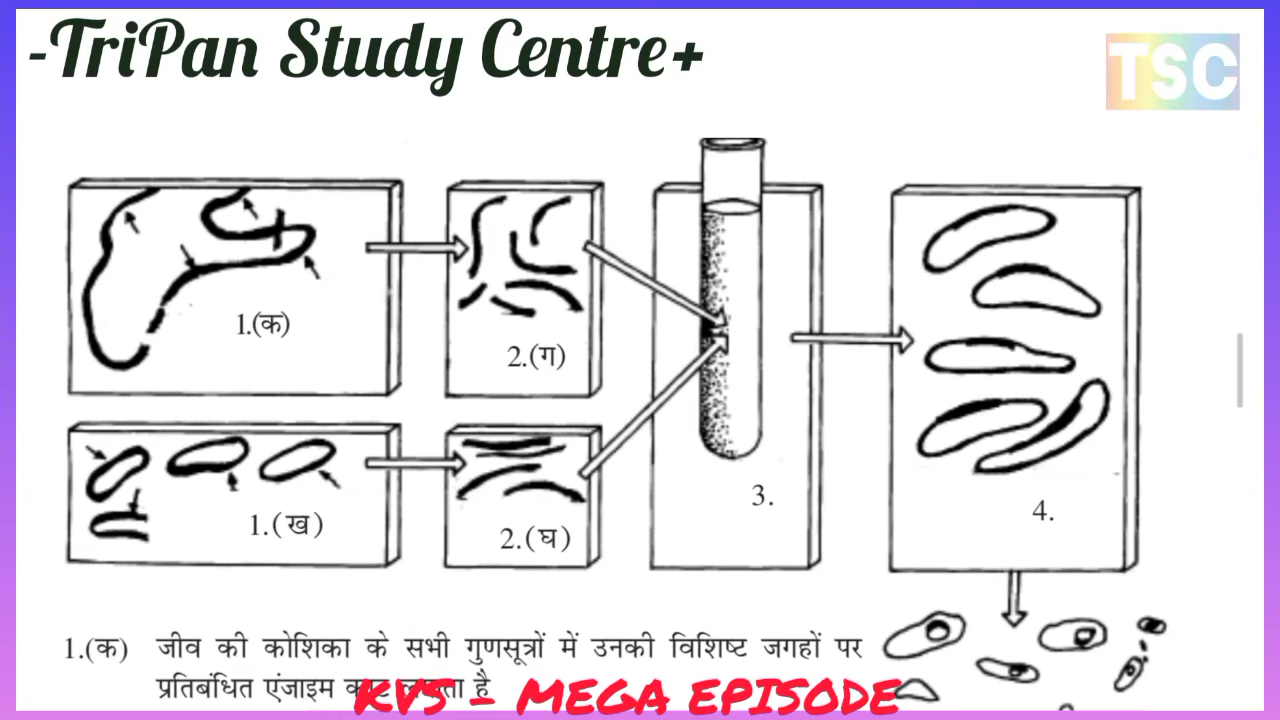 -TriPan Study Centre+
TSC
1.(क)
2.(ग)
3.
4.
1.(ख)
2.(घ)
1.(क) जीव की कोशिका के सभी गुणसूत्रों में उनकी विशिष्ट जगहों पर
प्रतिबंधित एंजाइम है
KVS - MEGA EPISODE